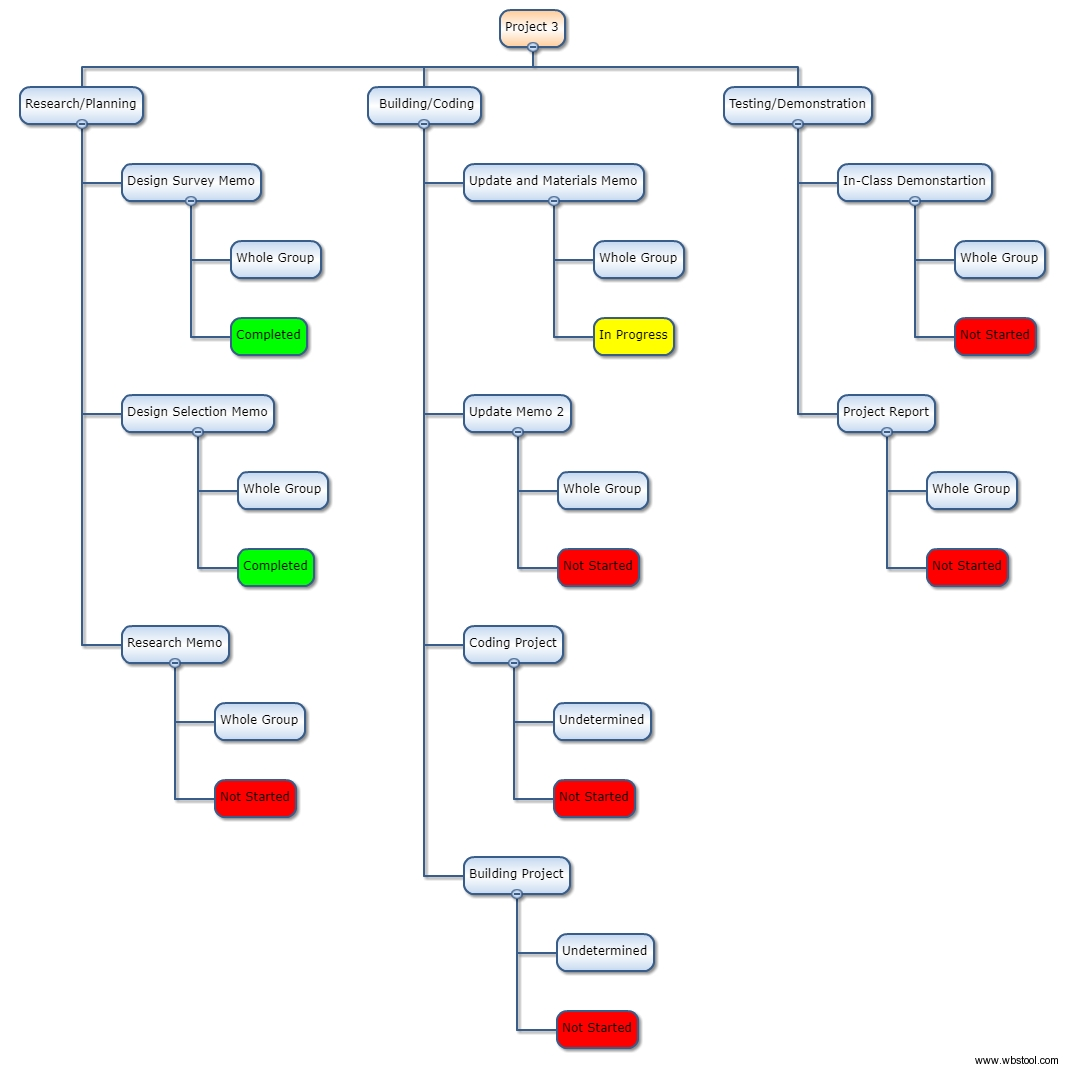 Project 3
Research/Planning
Building/Coding
Testing/Demonstration
Design Survey Memo
Whole Group
Completed
Design Selection Memo
Whole Group
Completed
Research Memo
Whole Group
Not Started
Update and Materials Memo
Whole Group
In Progress
Update Memo 2
Whole Group
Not Started
Coding Project
Undetermined
Not Started
Building Project
Undetermined
Not Started
In-Class Demonstartion
Whole Group
Not Started
Project Report
Whole Group
Not Started
www.wbstool.com